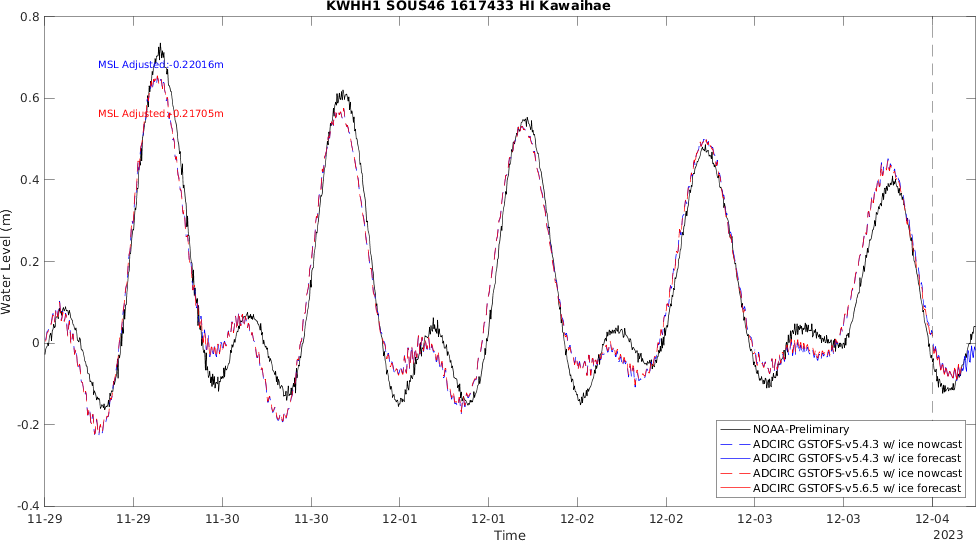 KWHH1 SOUS46 1617433 HI Kawaihae
0.8
0.6
0.4
0.2
0
-0.2
-0.4
Water Level (m)
MSL Adjusted:-0.22016m
MSL Adjusted:-0.21705m
NOAA-Preliminary
ADCIRC GSTOFS-v5.4.3 w/ ice nowcast
ADCIRC GSTOFS-v5.4.3 w/ ice forecast
ADCIRC GSTOFS-v5.6.5 w/ ice nowcast
ADCIRC GSTOFS-v5.6.5 w/ ice forecast
11-29 11-29 11-30 11-30 12-01 12-01 12-02 12-02 12-03 12-03 12-04
Time 2023